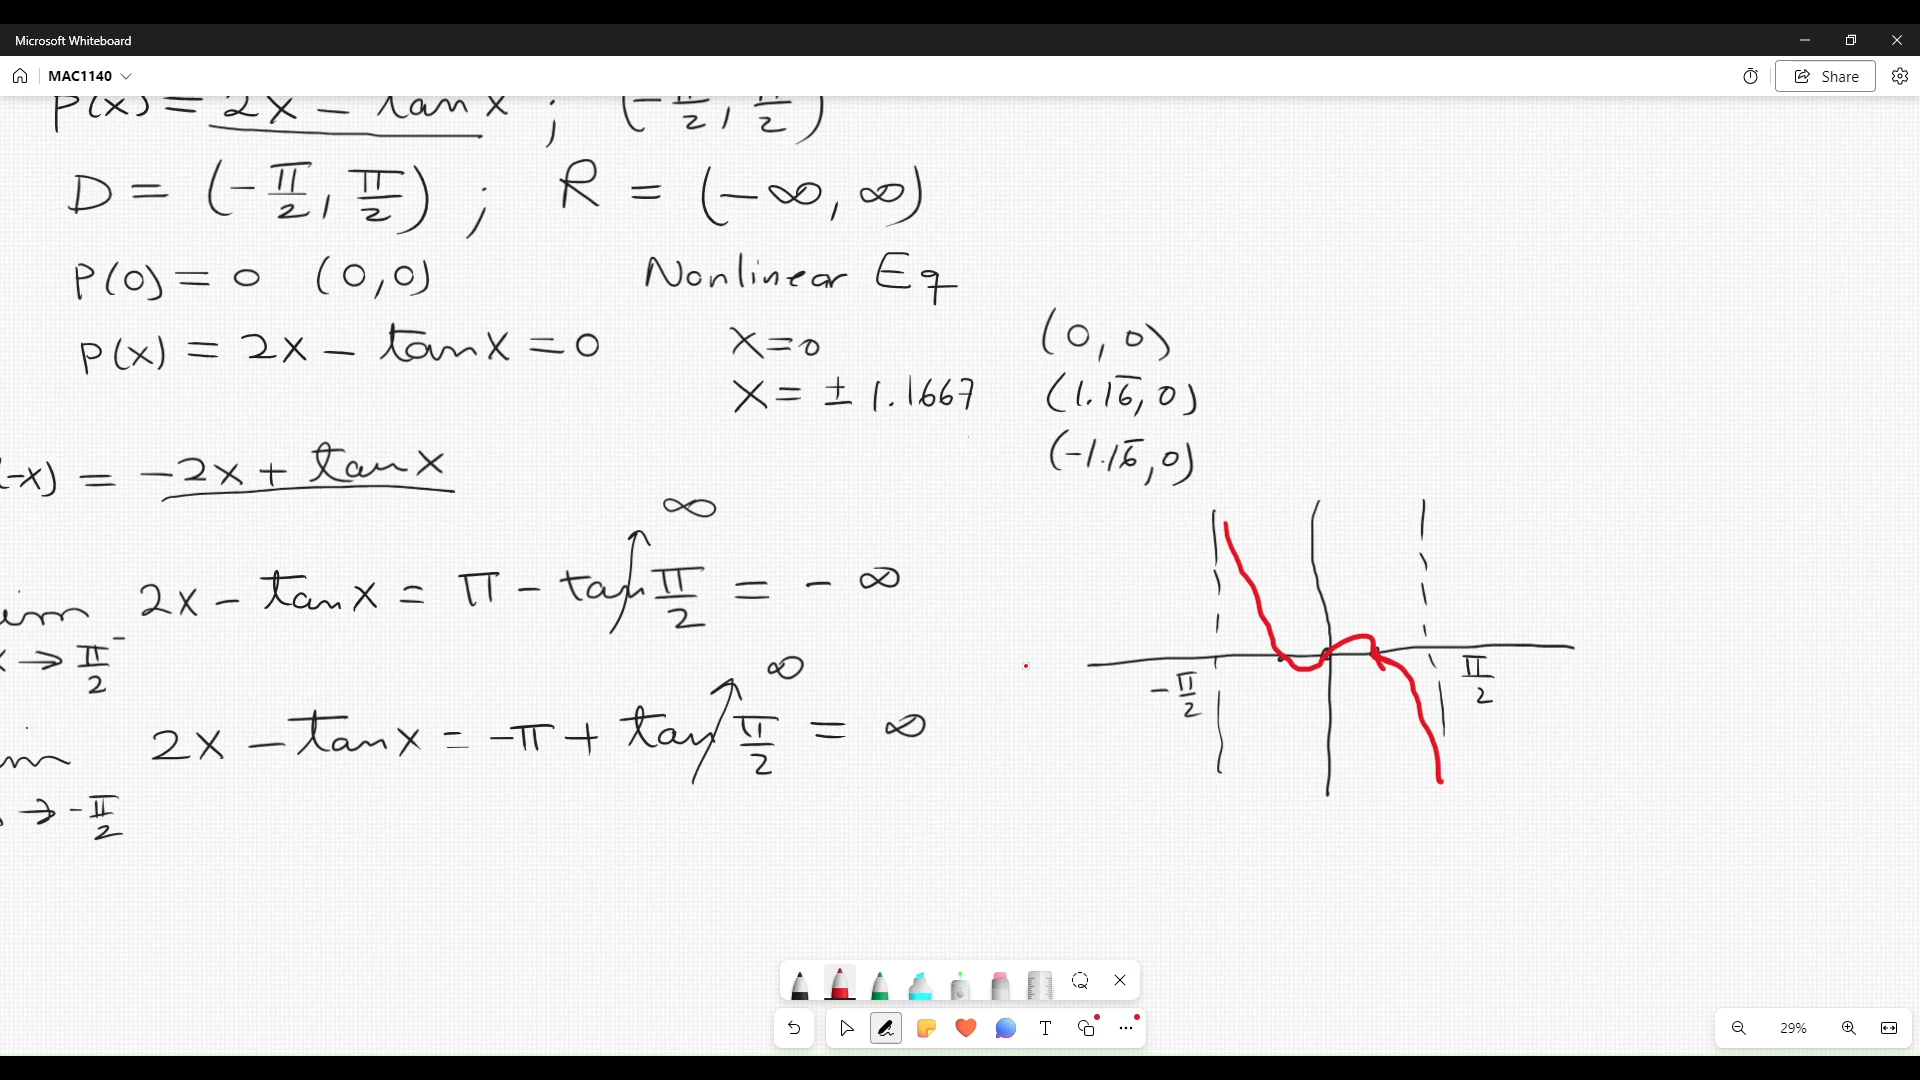 Microsoft Whiteboard
MAC1140
Share
P(x) = 2x - tan x ; (-π/2, π/2)
D = (-π/2, π/2) ; R = (-∞, ∞)
P(0) = 0 (0,0) Nonlinear Eq
P(x) = 2x - tan x = 0 x = 0 (0, 0)
x = ± 1.1667 (1.16̅, 0)
(-1.16̅, 0)
(-x) = -2x + tan x
∞
2x - tan x = π - tan π/2 = - ∞
x → π/2⁻
∞
-π/2 π/2
2x - tan x = -π + tan π/2 = ∞
→ -π/2
T
29%